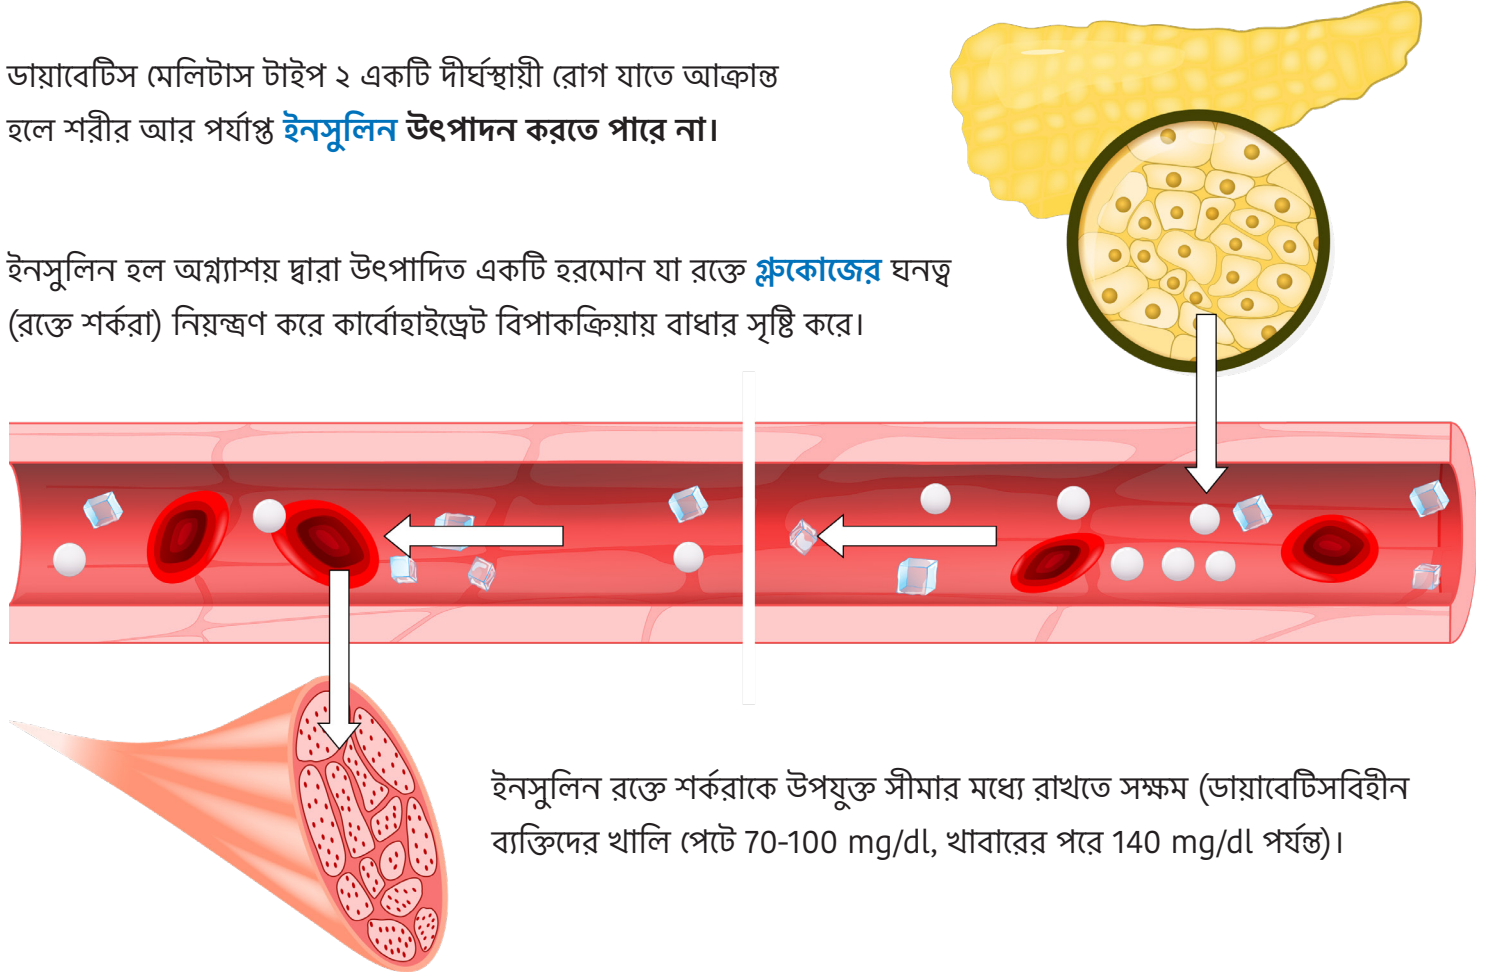 ডায়াবেটিস মেলিটাস টাইপ ২ একটি দীর্ঘস্থায়ী রোগ যাতে আক্রান্ত
হলে শরীর আর পর্যাপ্ত ইনসুলিন উৎপাদন করতে পারে না।
ইনসুলিন হল অগ্ন্যাশয় দ্বারা উৎপাদিত একটি হরমোন যা রক্তে গ্লুকোজের ঘনত্ব
(রক্তে শর্করা) নিয়ন্ত্রণ করে কার্বোহাইড্রেট বিপাকক্রিয়ায় বাধার সৃষ্টি করে।
ইনসুলিন রক্তে শর্করাকে উপযুক্ত সীমার মধ্যে রাখতে সক্ষম (ডায়াবেটিসবিহীন
ব্যক্তিদের খালি পেটে 70-100 mg/dl, খাবারের পরে 140 mg/dl পর্যন্ত)।